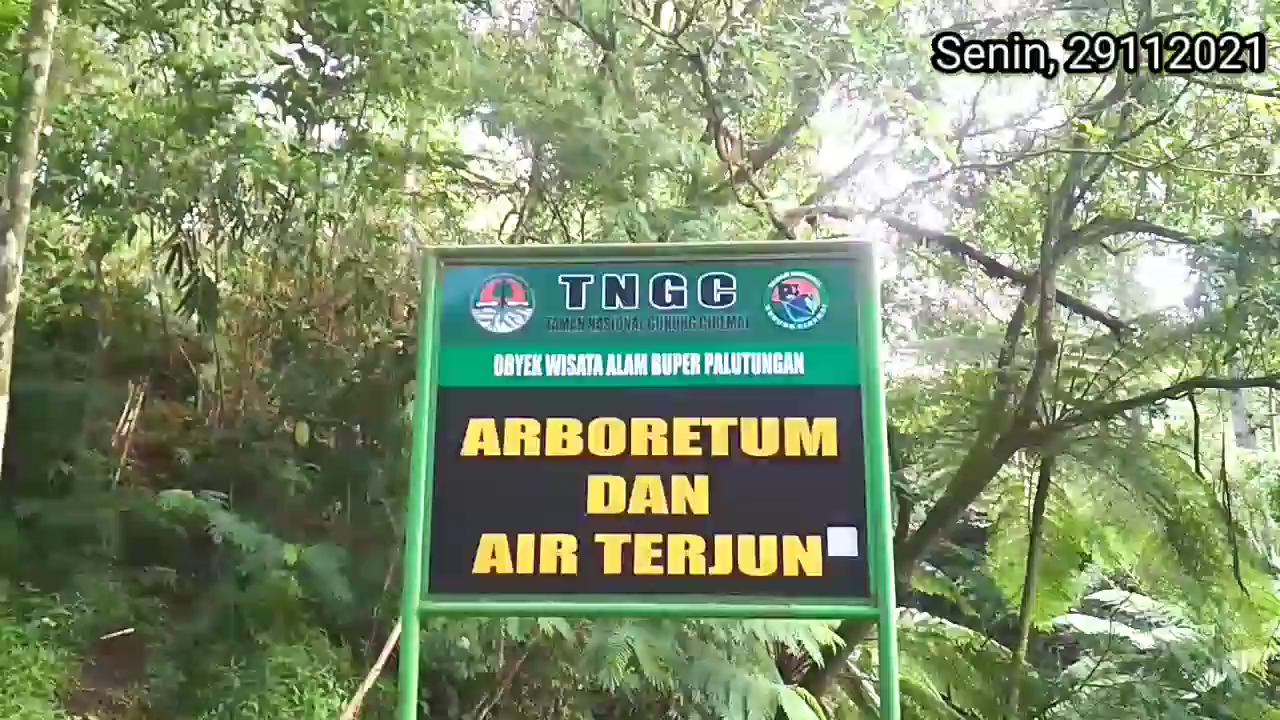 Senin, 29112021
TNGC
TAMAN NASIONAL GUNUNG CIREMAI
OBYEK WISATA ALAM BUPER PALUTUNGAN
ARBORETUM
DAN
AIR TERJUN